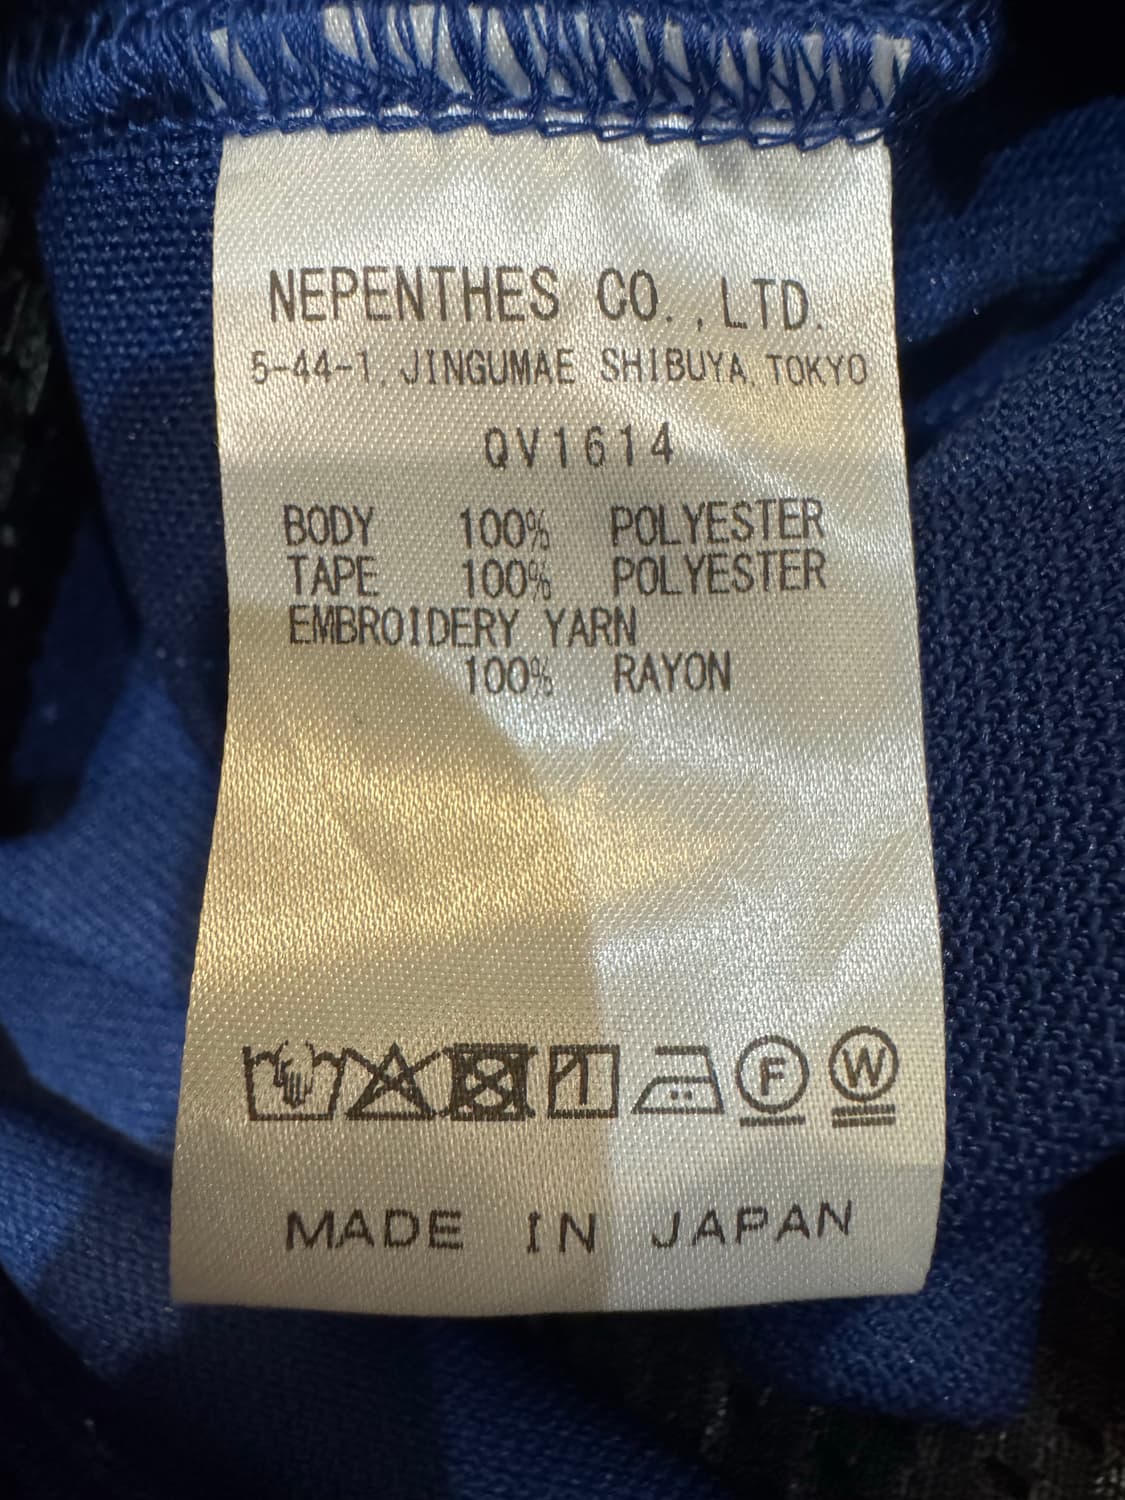 NEPENTHES CO.,LTD.
5-44-1, JINGUMAE SHIBUYA, TOKYO
QV1614
BODY 100% POLYESTER
TAPE 100% POLYESTER
EMBROIDERY YARN
100% RAYON
F W
MADE IN JAPAN